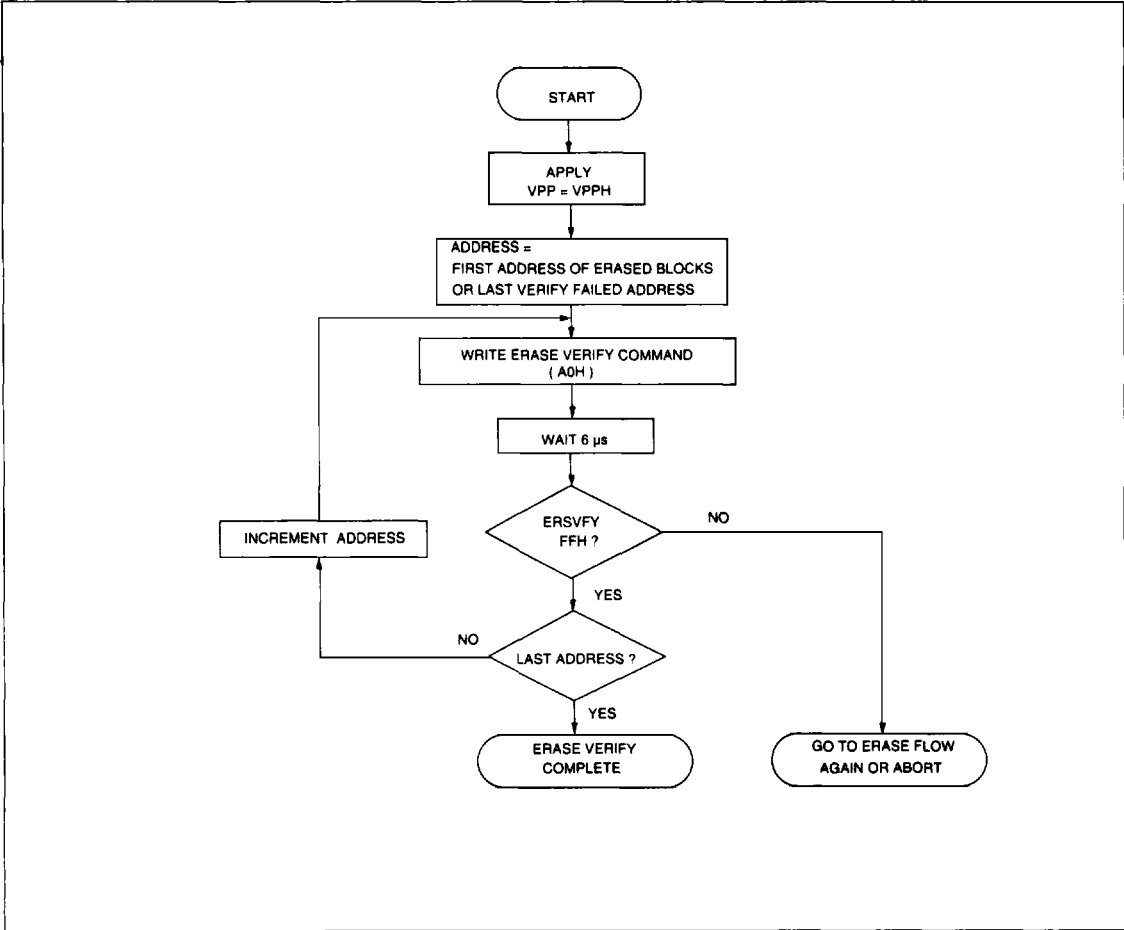 START
APPLY
VPP = VPPH
ADDRESS =
FIRST ADDRESS OF ERASED BLOCKS
OR LAST VERIFY FAILED ADDRESS
WRITE ERASE VERIFY COMMAND
( A0H )
WAIT 6 µs
ERSVFY
FFH ?
NO
INCREMENT ADDRESS
YES
NO
LAST ADDRESS ?
YES
ERASE VERIFY
COMPLETE
GO TO ERASE FLOW
AGAIN OR ABORT